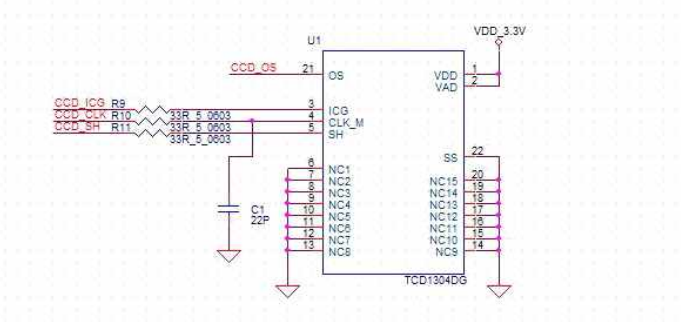 VDD_3.3V
U1
CCD_OS 21 OS
VDD 1
VAD 2
CCD_ICG R9 33R_5_0603 3 ICG
CCD_CLK R10 33R_5_0603 4 CLK_M
CCD_SH R11 33R_5_0603 5 SH
SS 22
6 NC1
7 NC2
8 NC3
9 NC4
10 NC5
11 NC6
12 NC7
13 NC8
NC15 20
NC14 19
NC13 18
NC12 17
NC11 16
NC10 15
NC9 14
C1
22P
TCD1304DG